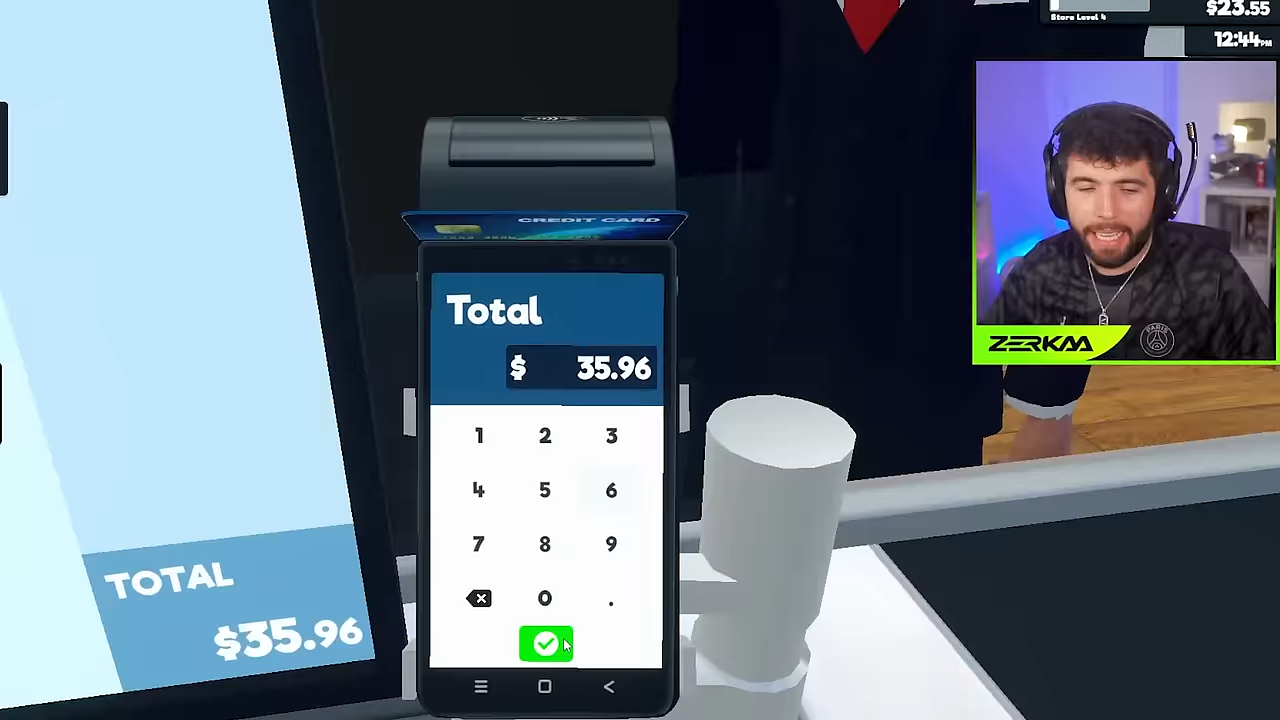 $23.55
Store Level 4
12:44PM
CREDIT CARD
Total
$ 35.96
1 2 3
4 5 6
7 8 9
0 .
TOTAL
$35.96
ZERKAA
PARIS